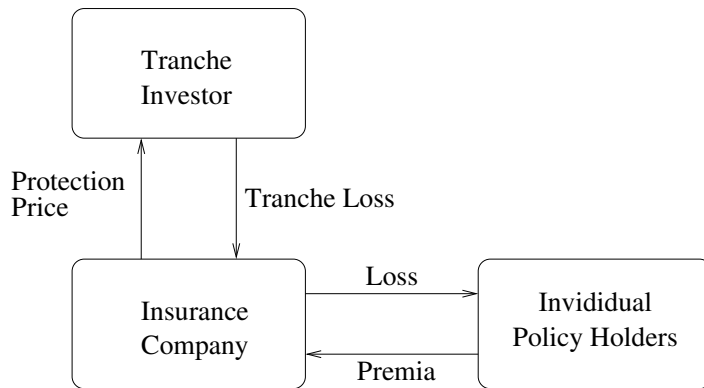 Tranche
Investor
Protection
Price
Tranche Loss
Insurance
Company
Loss
Premia
Invididual
Policy Holders